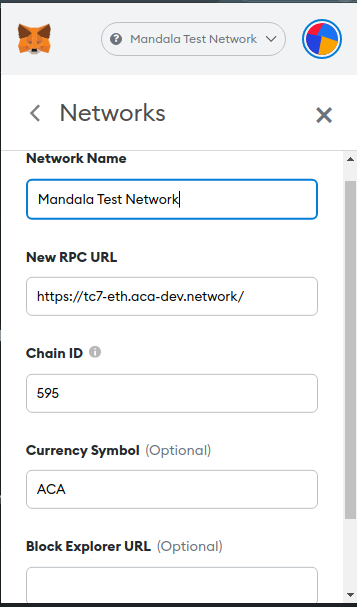 Mandala Test Network
Networks
Network Name
Mandala Test Network
New RPC URL
https://tc7-eth.aca-dev.network/
Chain ID
595
Currency Symbol (Optional)
ACA
Block Explorer URL (Optional)